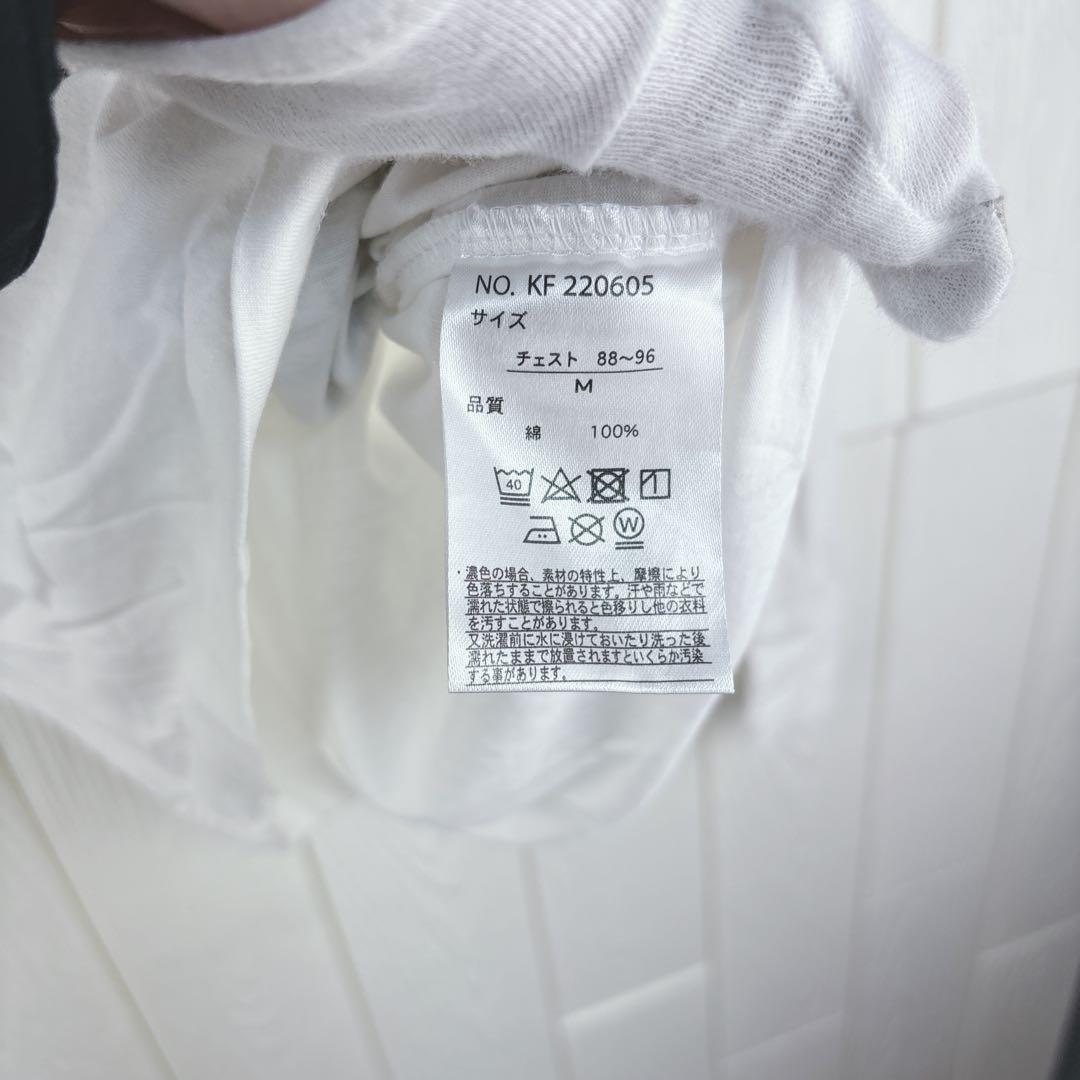 NO. KF 220605
サイズ
チェスト 88~96
M
品質
綿 100%
40
W
・濃色の場合、素材の特性上、摩擦により
色落ちすることがあります。汗や雨などで
濡れた状態で擦られると色移りし他の衣料
を汚すことがあります。
又洗濯前に水に浸けておいたり洗った後
濡れたままで放置されますといくらか汚染
する事があります。